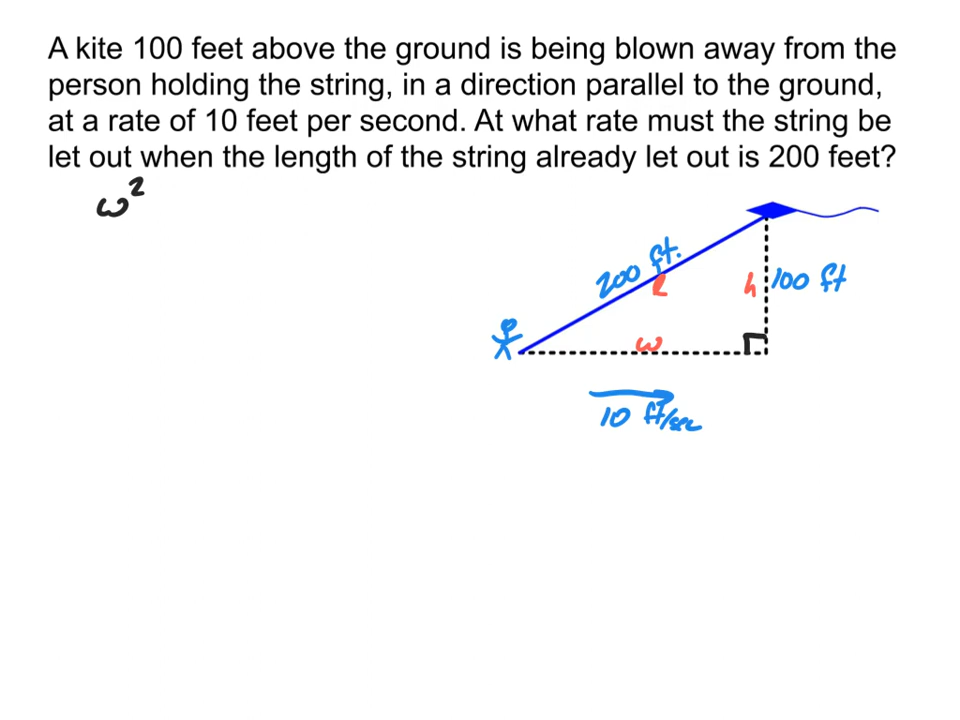 A kite 100 feet above the ground is being blown away from the
person holding the string, in a direction parallel to the ground,
at a rate of 10 feet per second. At what rate must the string be
let out when the length of the string already let out is 200 feet?
ω²
200 ft.
l
h 100 ft
ω
10 ft/sec